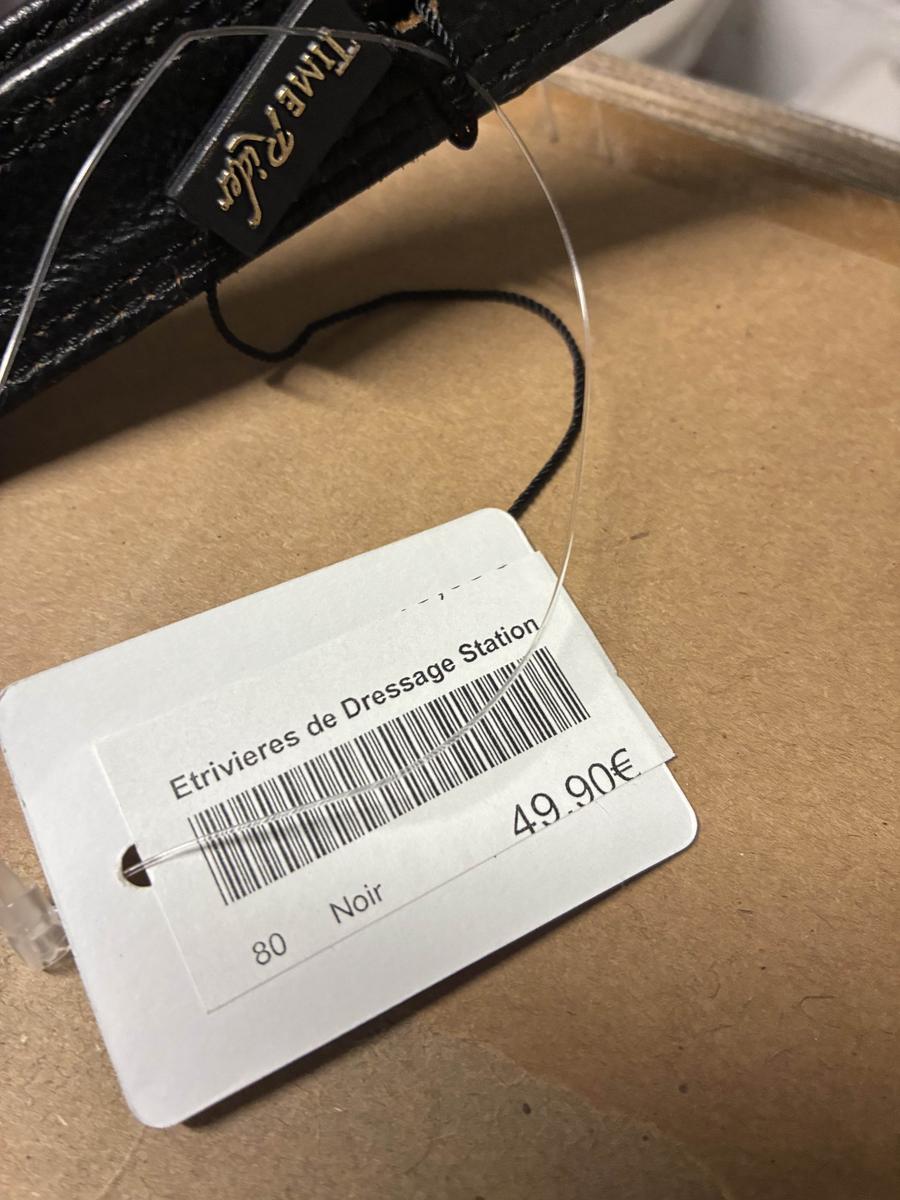 TIME Rider
Etrivieres de Dressage Station
49.90€
80 Noir